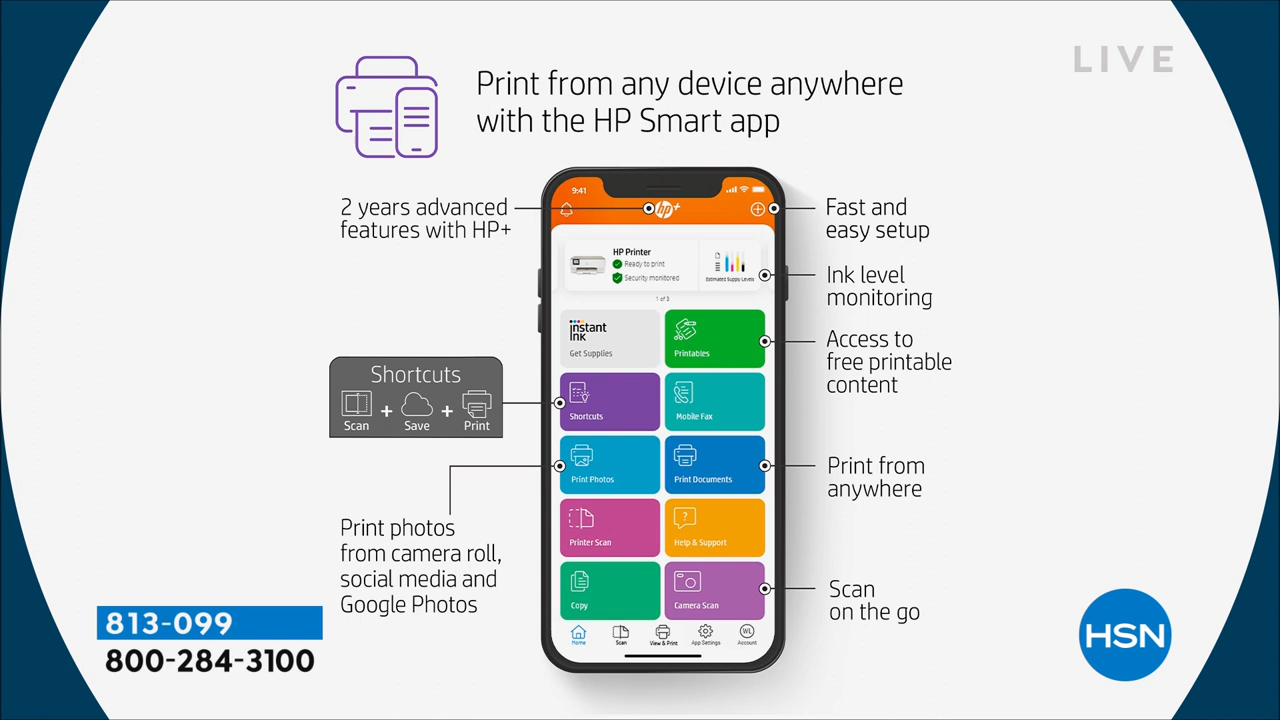 LIVE
Print from any device anywhere
with the HP Smart app
2 years advanced
features with HP+
Shortcuts
Scan + Save + Print
Print photos
from camera roll,
social media and
Google Photos
9:41
hp+
HP Printer
Ready to print
Security monitored
Estimated Supply Levels
1 of 3
instant
ink
Get Supplies
Printables
Shortcuts
Mobile Fax
Print Photos
Print Documents
Printer Scan
?
Help & Support
Copy
Camera Scan
Home
Scan
View & Print
App Settings
WL
Account
Fast and
easy setup
Ink level
monitoring
Access to
free printable
content
Print from
anywhere
Scan
on the go
813-099
800-284-3100
HSN